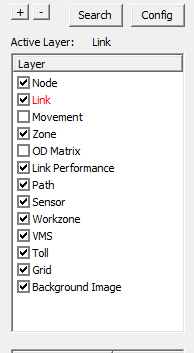 + - Search Config
Active Layer: Link
Layer
Node
Link
Movement
Zone
OD Matrix
Link Performance
Path
Sensor
Workzone
VMS
Toll
Grid
Background Image